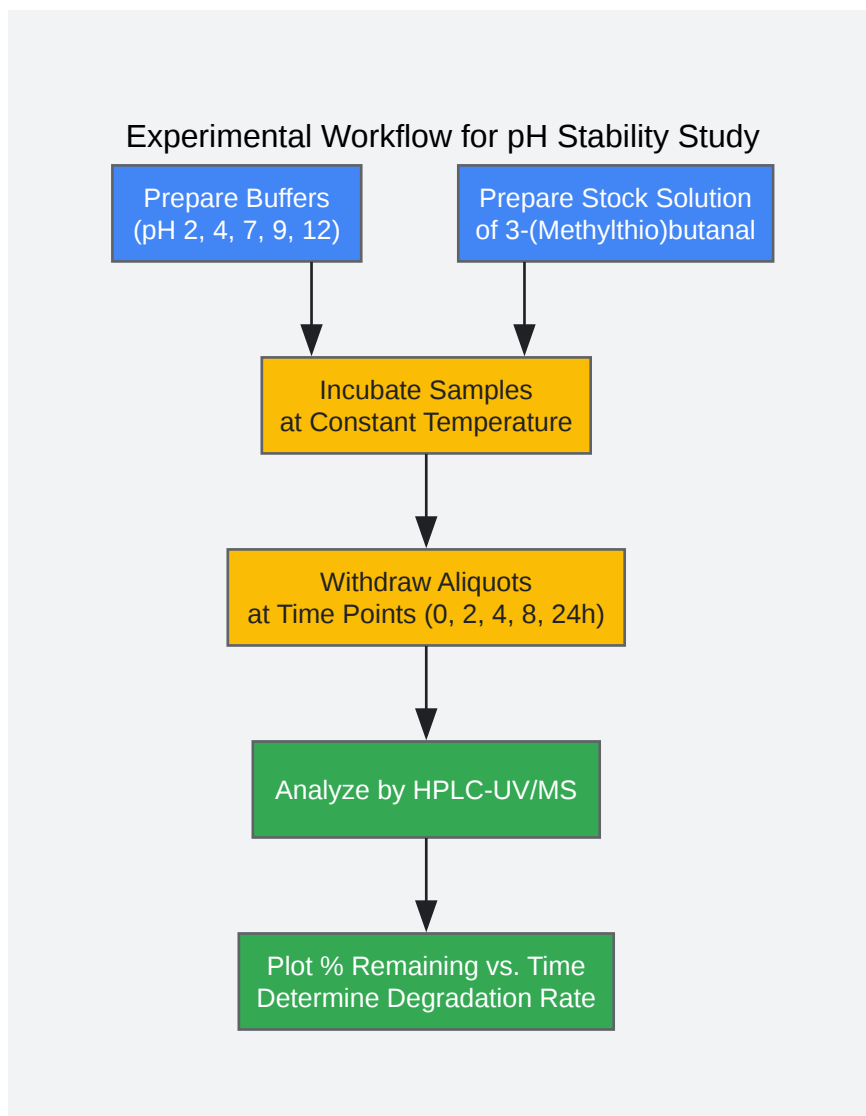 Experimental Workflow for pH Stability Study
Prepare Buffers
(pH 2, 4, 7, 9, 12)
Prepare Stock Solution
of 3-(Methylthio)butanal
Incubate Samples
at Constant Temperature
Withdraw Aliquots
at Time Points (0, 2, 4, 8, 24h)
Analyze by HPLC-UV/MS
Plot % Remaining vs. Time
Determine Degradation Rate